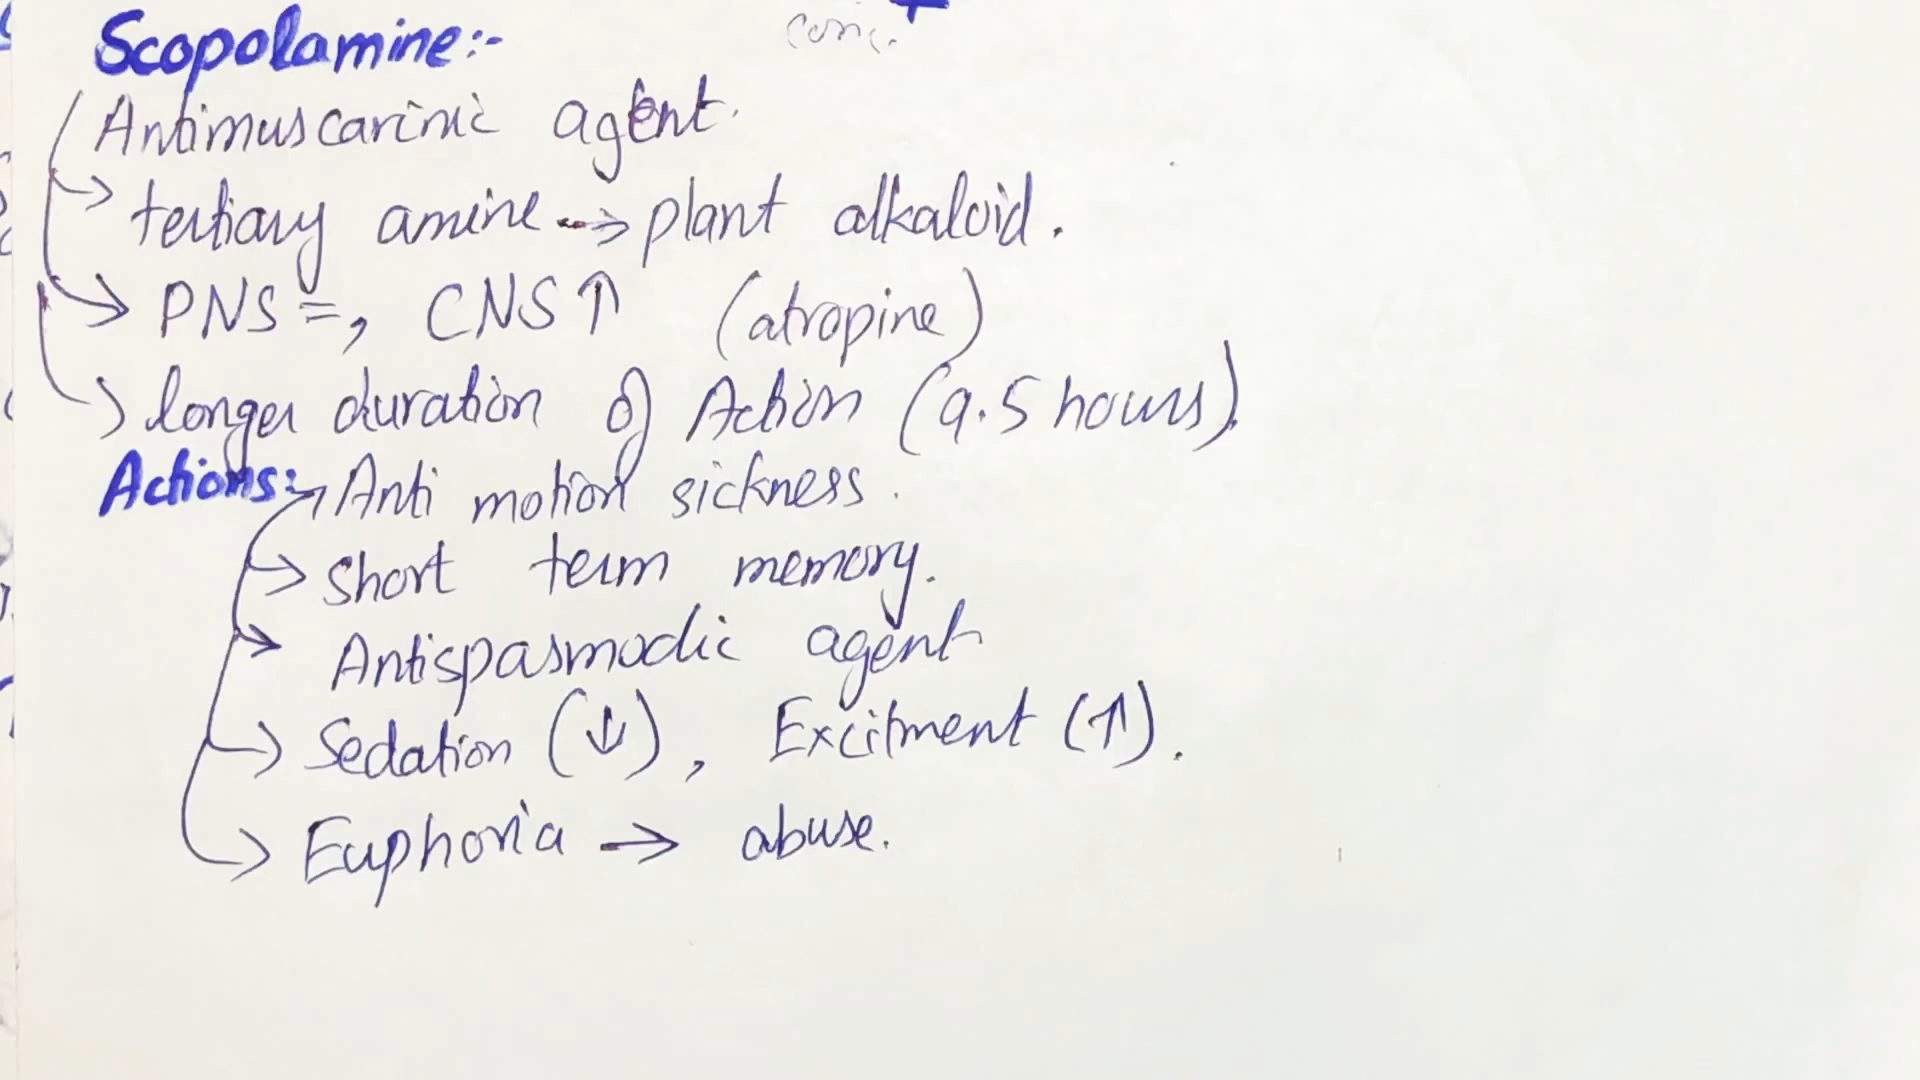 Scopolamine:-
conc.
Antimuscarinic agent.
→ tertiary amine --→ plant alkaloid.
→ PNS =, CNS ↑ (atropine)
→ longer duration of Action (9.5 hours).
Actions: → Anti motion sickness.
→ Short term memory.
→ Antispasmodic agent
→ Sedation (↓), Excitment (↑).
→ Euphoria → abuse.